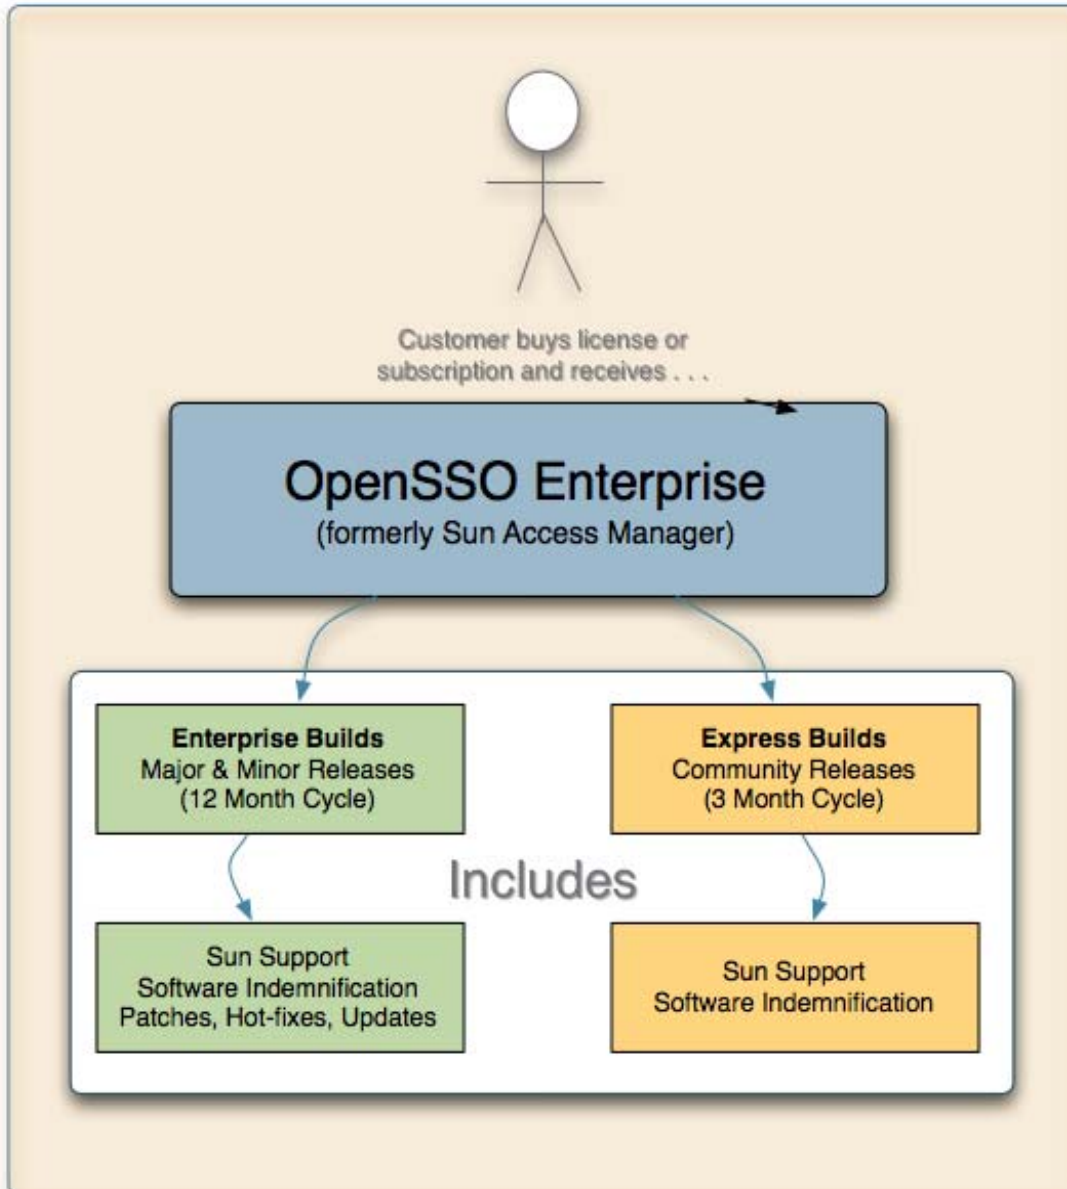 Customer buys license or
subscription and receives . . .
OpenSSO Enterprise
(formerly Sun Access Manager)
Enterprise Builds
Major & Minor Releases
(12 Month Cycle)
Express Builds
Community Releases
(3 Month Cycle)
Includes
Sun Support
Software Indemnification
Patches, Hot-fixes, Updates
Sun Support
Software Indemnification